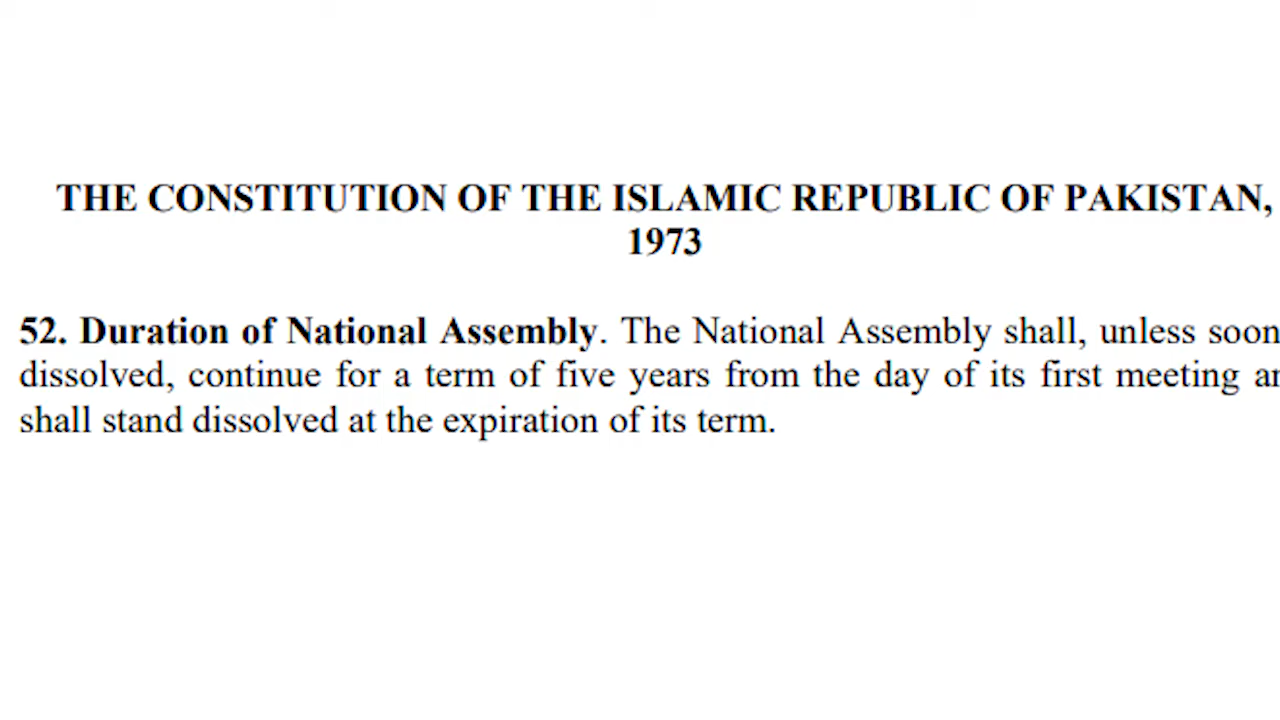 THE CONSTITUTION OF THE ISLAMIC REPUBLIC OF PAKISTAN,
1973
52. Duration of National Assembly. The National Assembly shall, unless soon
dissolved, continue for a term of five years from the day of its first meeting
shall stand dissolved at the expiration of its term.